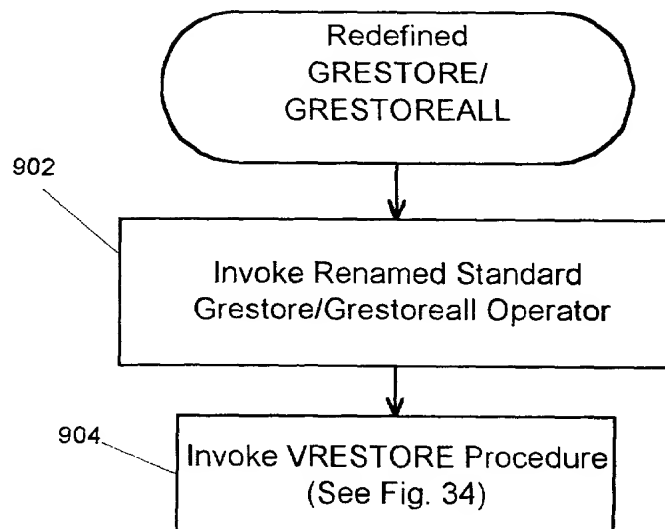 Redefined
GRESTORE/
GRESTOREALL
902
Invoke Renamed Standard
Grestore/Grestoreall Operator
904
Invoke VRESTORE Procedure
(See Fig. 34)